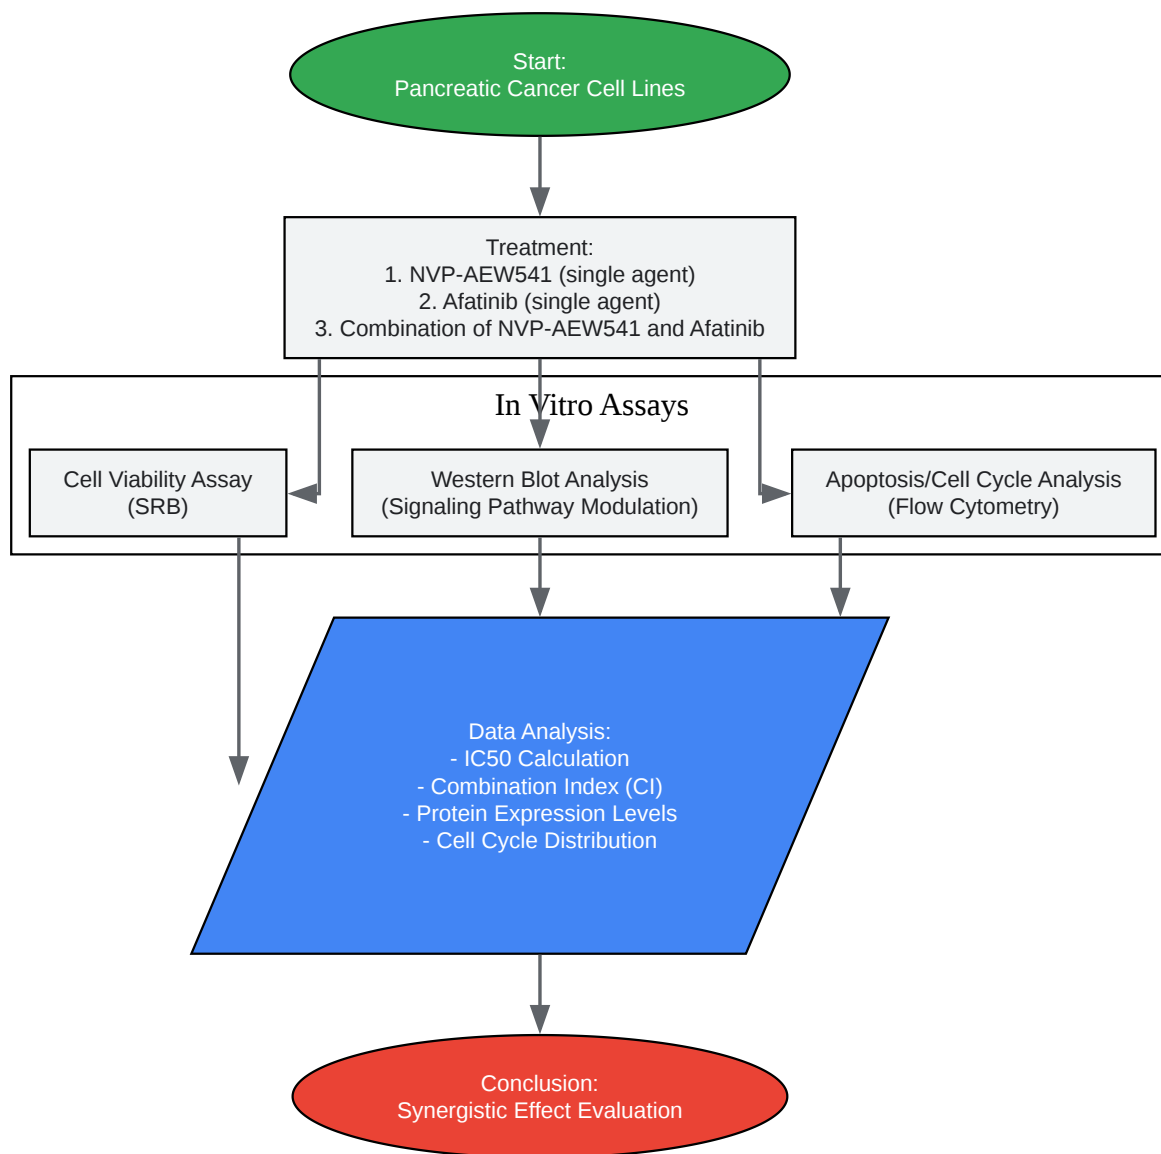 Start:
Pancreatic Cancer Cell Lines
Treatment:
1. NVP-AEW541 (single agent)
2. Afatinib (single agent)
3. Combination of NVP-AEW541 and Afatinib
In Vitro Assays
Cell Viability Assay
(SRB)
Western Blot Analysis
(Signaling Pathway Modulation)
Apoptosis/Cell Cycle Analysis
(Flow Cytometry)
Data Analysis:
- IC50 Calculation
- Combination Index (CI)
- Protein Expression Levels
- Cell Cycle Distribution
Conclusion:
Synergistic Effect Evaluation